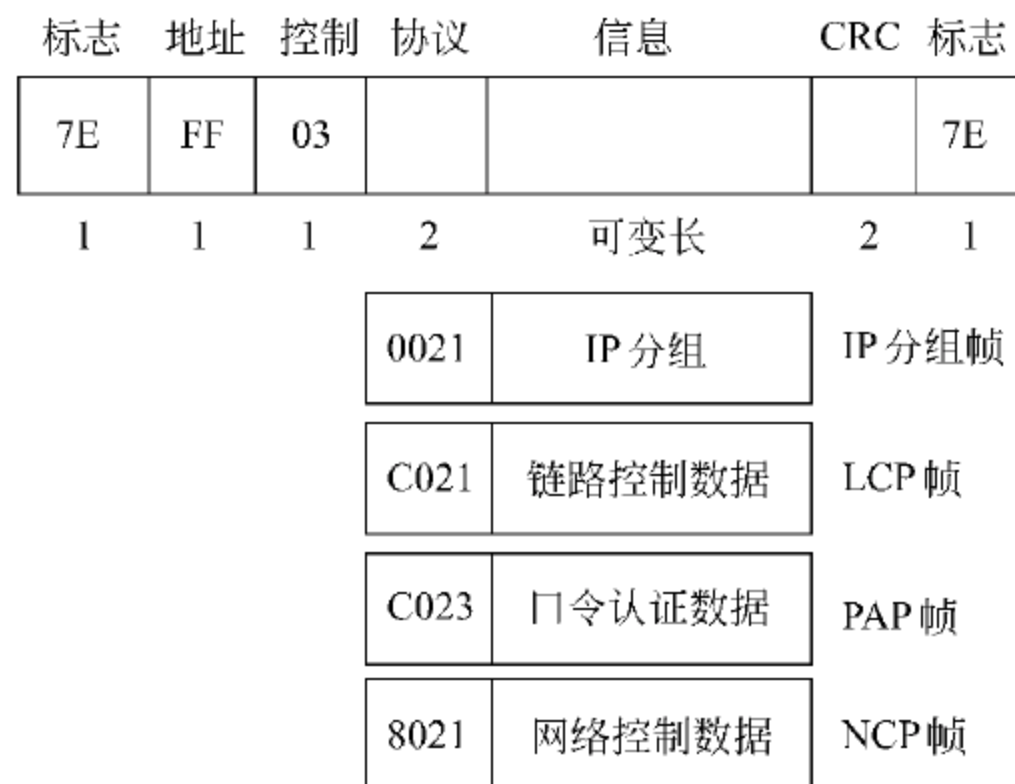 标志 地址 控制 协议 信息 CRC 标志
7E FF 03 7E
1 1 1 2 可变长 2 1
0021 IP 分组 IP 分组帧
C021 链路控制数据 LCP 帧
C023 口令认证数据 PAP 帧
8021 网络控制数据 NCP 帧